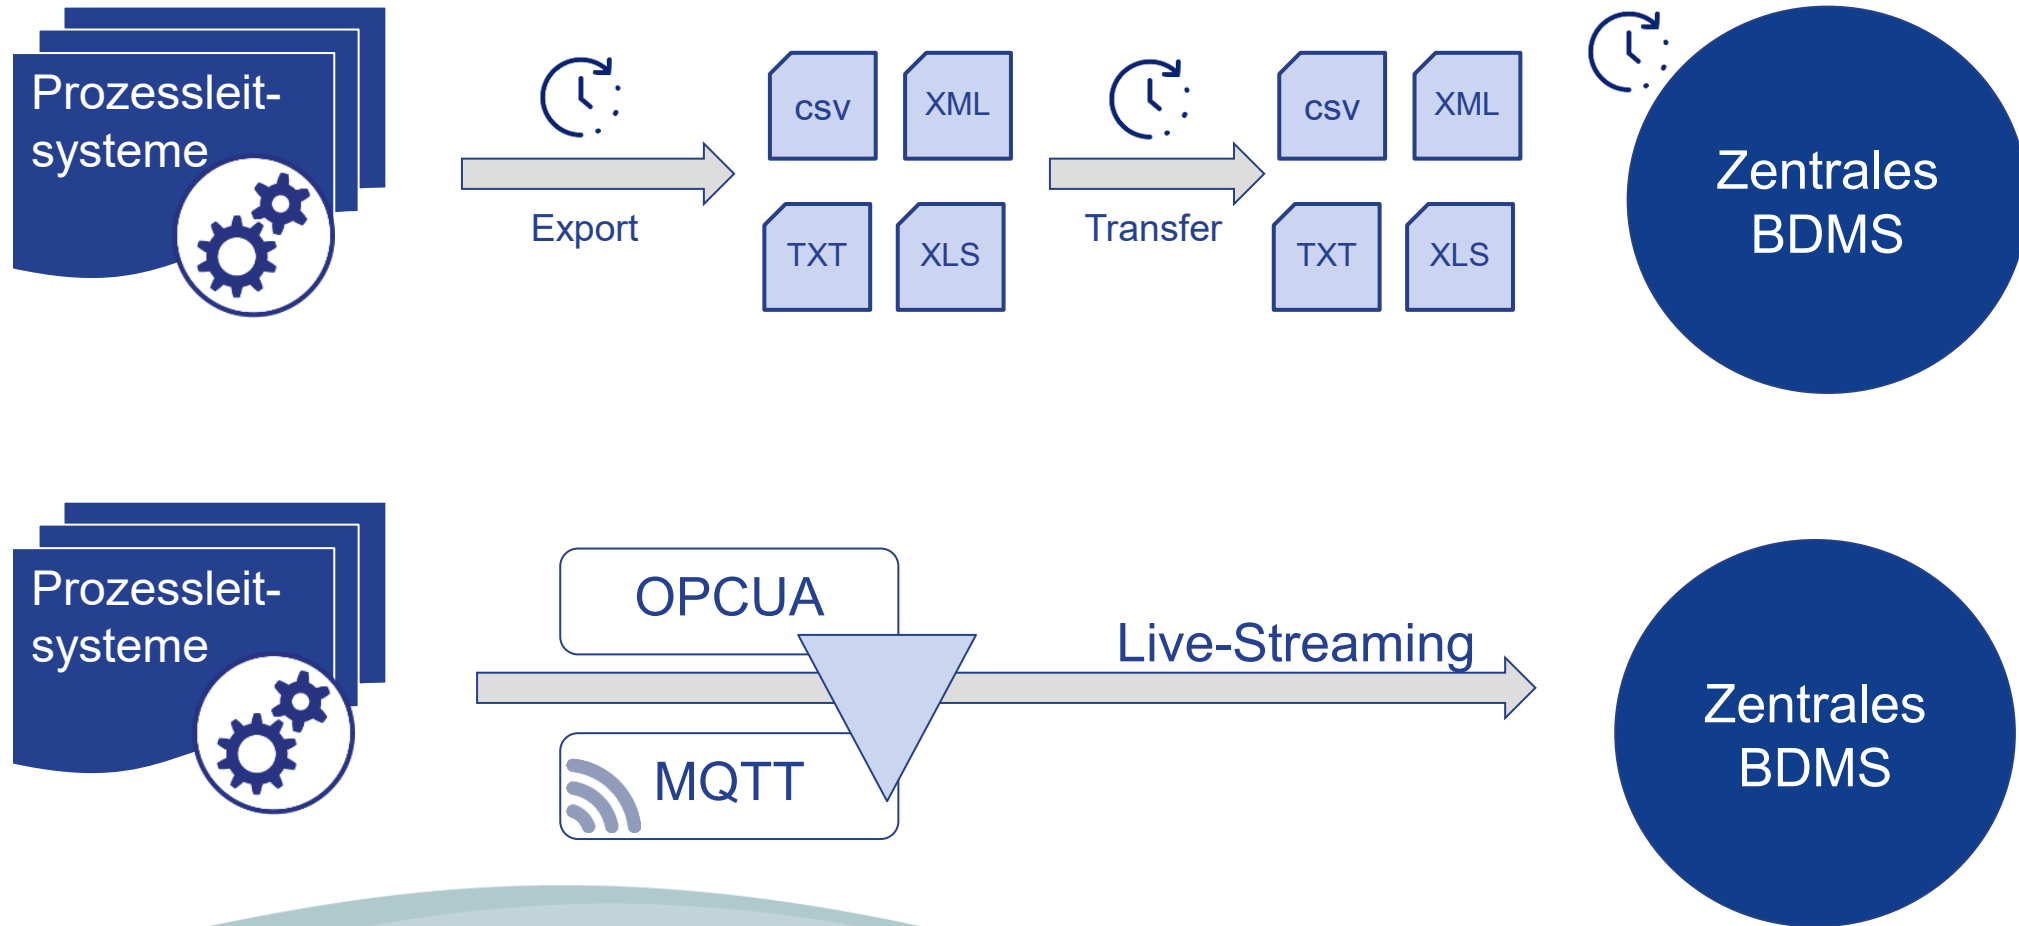 Prozessleit-
systeme
Export
csv
XML
TXT
XLS
Transfer
csv
XML
TXT
XLS
Zentrales
BDMS
Prozessleit-
systeme
OPCUA
MQTT
Live-Streaming
Zentrales
BDMS